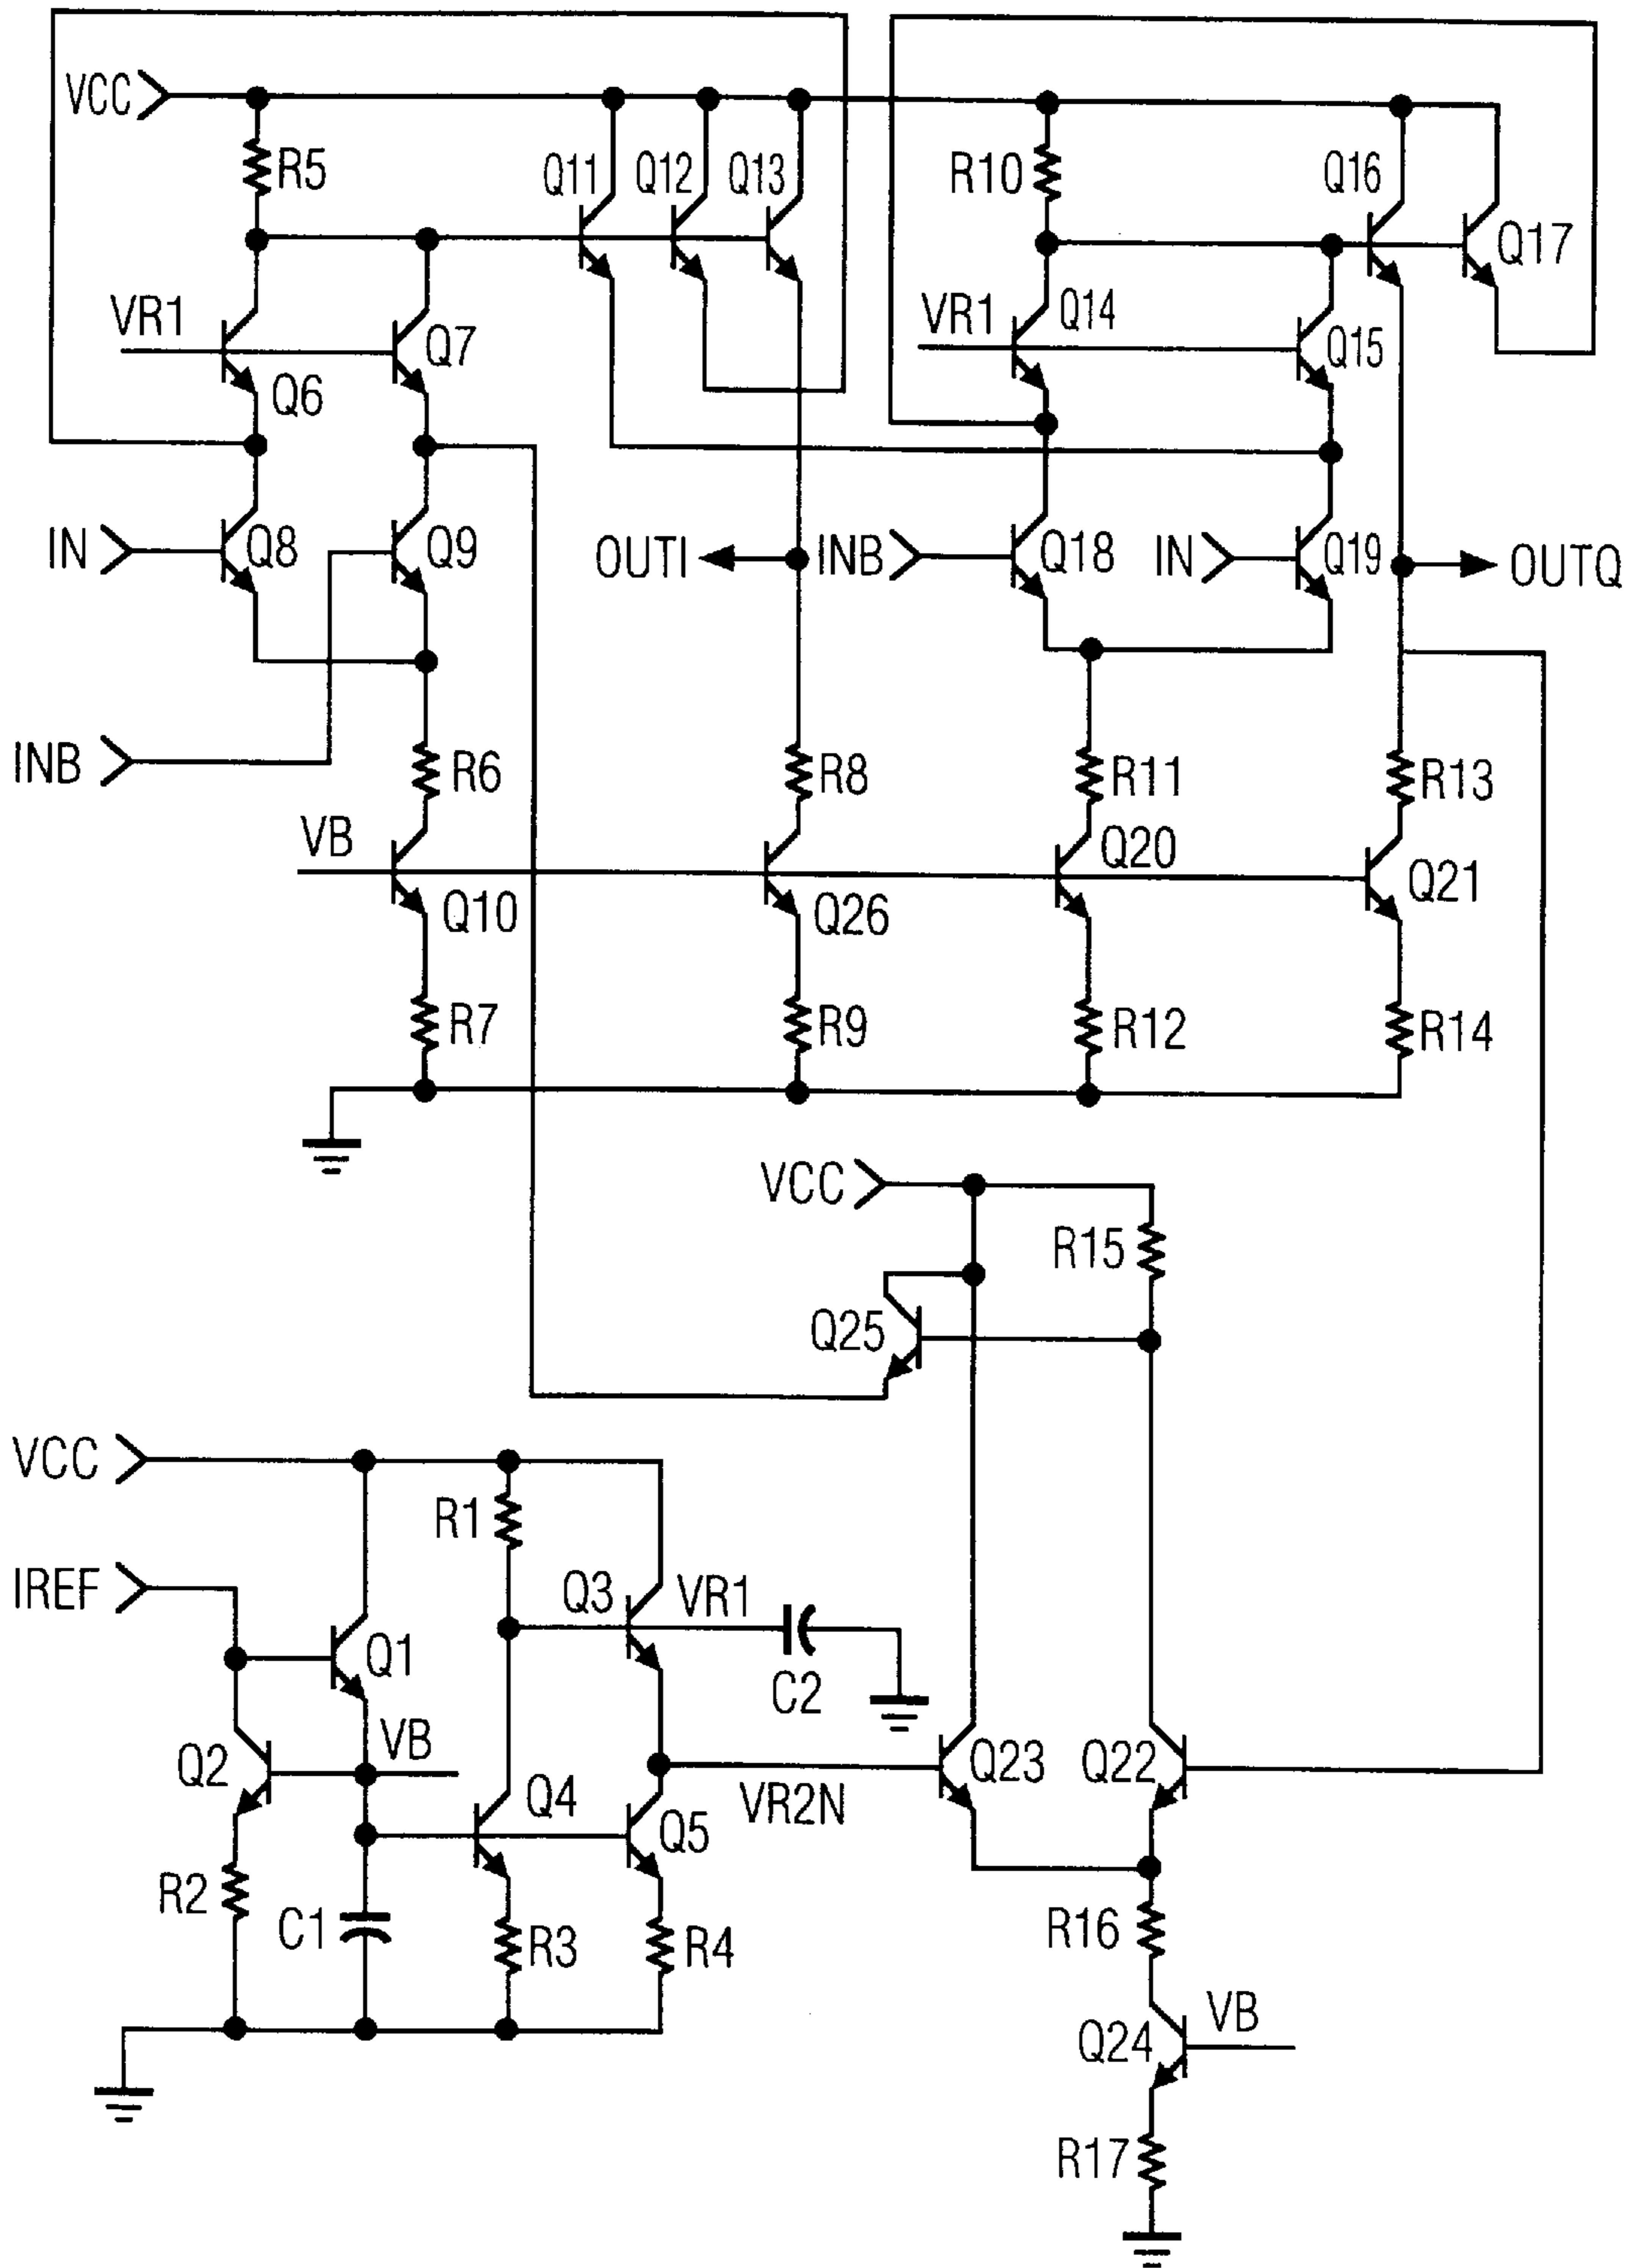 VCC
R5
Q11
Q12
Q13
R10
Q16
Q17
VR1
Q7
VR1
Q14
Q15
Q6
IN
Q8
Q9
OUTI
INB
Q18
IN
Q19
OUTQ
INB
R6
R8
R11
R13
VB
Q20
Q10
Q26
Q21
R7
R9
R12
R14
VCC
R15
Q25
VCC
R1
IREF
Q3
VR1
Q1
C2
Q2
VB
Q23
Q22
Q4
VR2N
Q5
R2
C1
R3
R4
R16
VB
Q24
R17